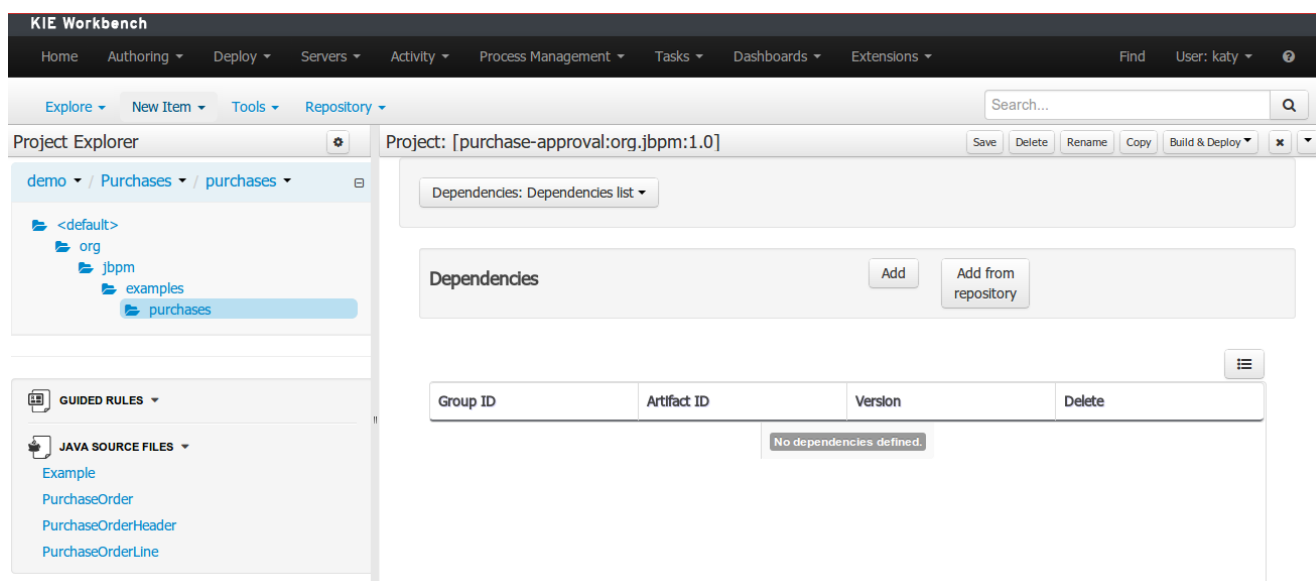 KIE Workbench
Home Authoring Deploy Servers Activity Process Management Tasks Dashboards Extensions Find User: katy
Explore New Item Tools Repository Search...
Project Explorer
Project: [purchase-approval:org.jbpm:1.0] Save Delete Rename Copy Build & Deploy
demo / Purchases / purchases
<default>
org
jbpm
examples
purchases
GUIDED RULES
JAVA SOURCE FILES
Example
PurchaseOrder
PurchaseOrderHeader
PurchaseOrderLine
Dependencies: Dependencies list
Dependencies Add Add from
repository
Group ID Artifact ID Version Delete
No dependencies defined.